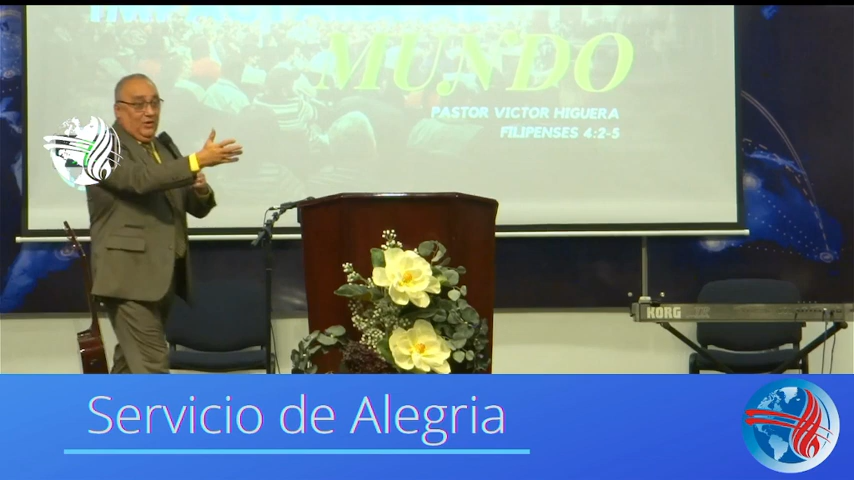 MUNDO
PASTOR VICTOR HIGUERA
FILIPENSES 4:2-5
KORG
Servicio de Alegria